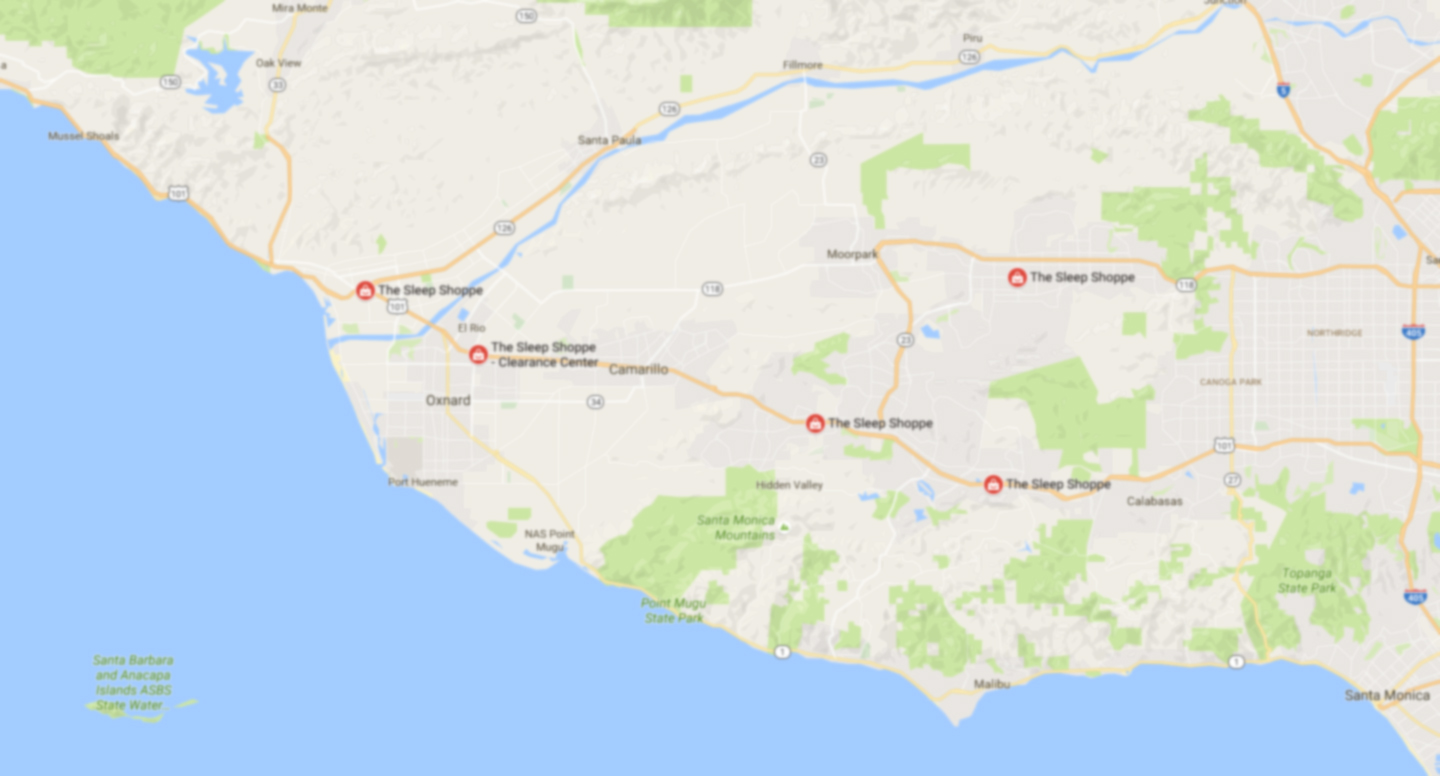 Mira Monte
150
Junction
Piru
126
Oak View
Fillmore
a
150
33
5
126
Mussel Shoals
Santa Paula
23
101
126
Moorpark
The Sleep Shoppe
118
118
The Sleep Shoppe
101
El Rio
23
NORTHRIDGE
405
The Sleep Shoppe
- Clearance Center
Camarillo
CANOGA PARK
Oxnard
34
The Sleep Shoppe
101
Port Hueneme
Hidden Valley
The Sleep Shoppe
27
Calabasas
Santa Monica
Mountains
NAS Point
Mugu
Topanga
State Park
405
Point Mugu
State Park
1
1
Santa Barbara
and Anacapa
Islands ASBS
State Water
Malibu
Santa Monica